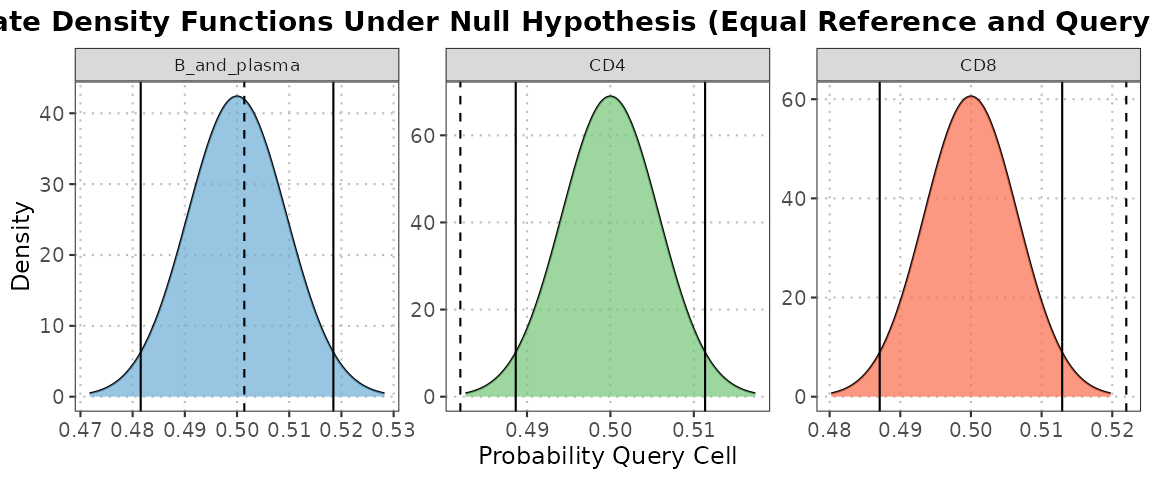 ate Density Functions Under Null Hypothesis (Equal Reference and Query
B_and_plasma
CD4
CD8
Density
40
30
20
10
0
60
40
20
0
60
40
20
0
0.47 0.48 0.49 0.50 0.51 0.52 0.53
0.49 0.50 0.51
0.48 0.49 0.50 0.51 0.52
Probability Query Cell